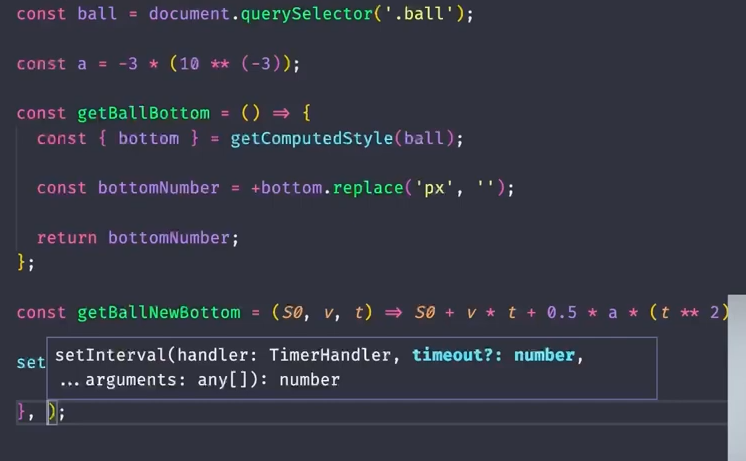 const ball = document.querySelector('.ball');
const a = -3 * (10 ** (-3));
const getBallBottom = () => {
const { bottom } = getComputedStyle(ball);
const bottomNumber = +bottom.replace('px', '');
return bottomNumber;
};
const getBallNewBottom = (S0, v, t) => S0 + v * t + 0.5 * a * (t ** 2)
set
setInterval(handler: TimerHandler, timeout?: number,
...arguments: any[]): number
}, );